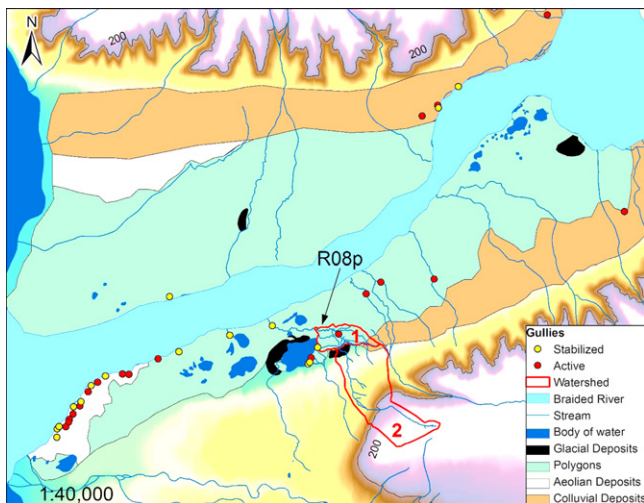 200
200
N
R08p
1
2
200
1:40,000
Gullies
Stabilized
Active
Watershed
Braided River
Stream
Body of water
Glacial Deposits
Polygons
Aeolian Deposits
Colluvial Deposits